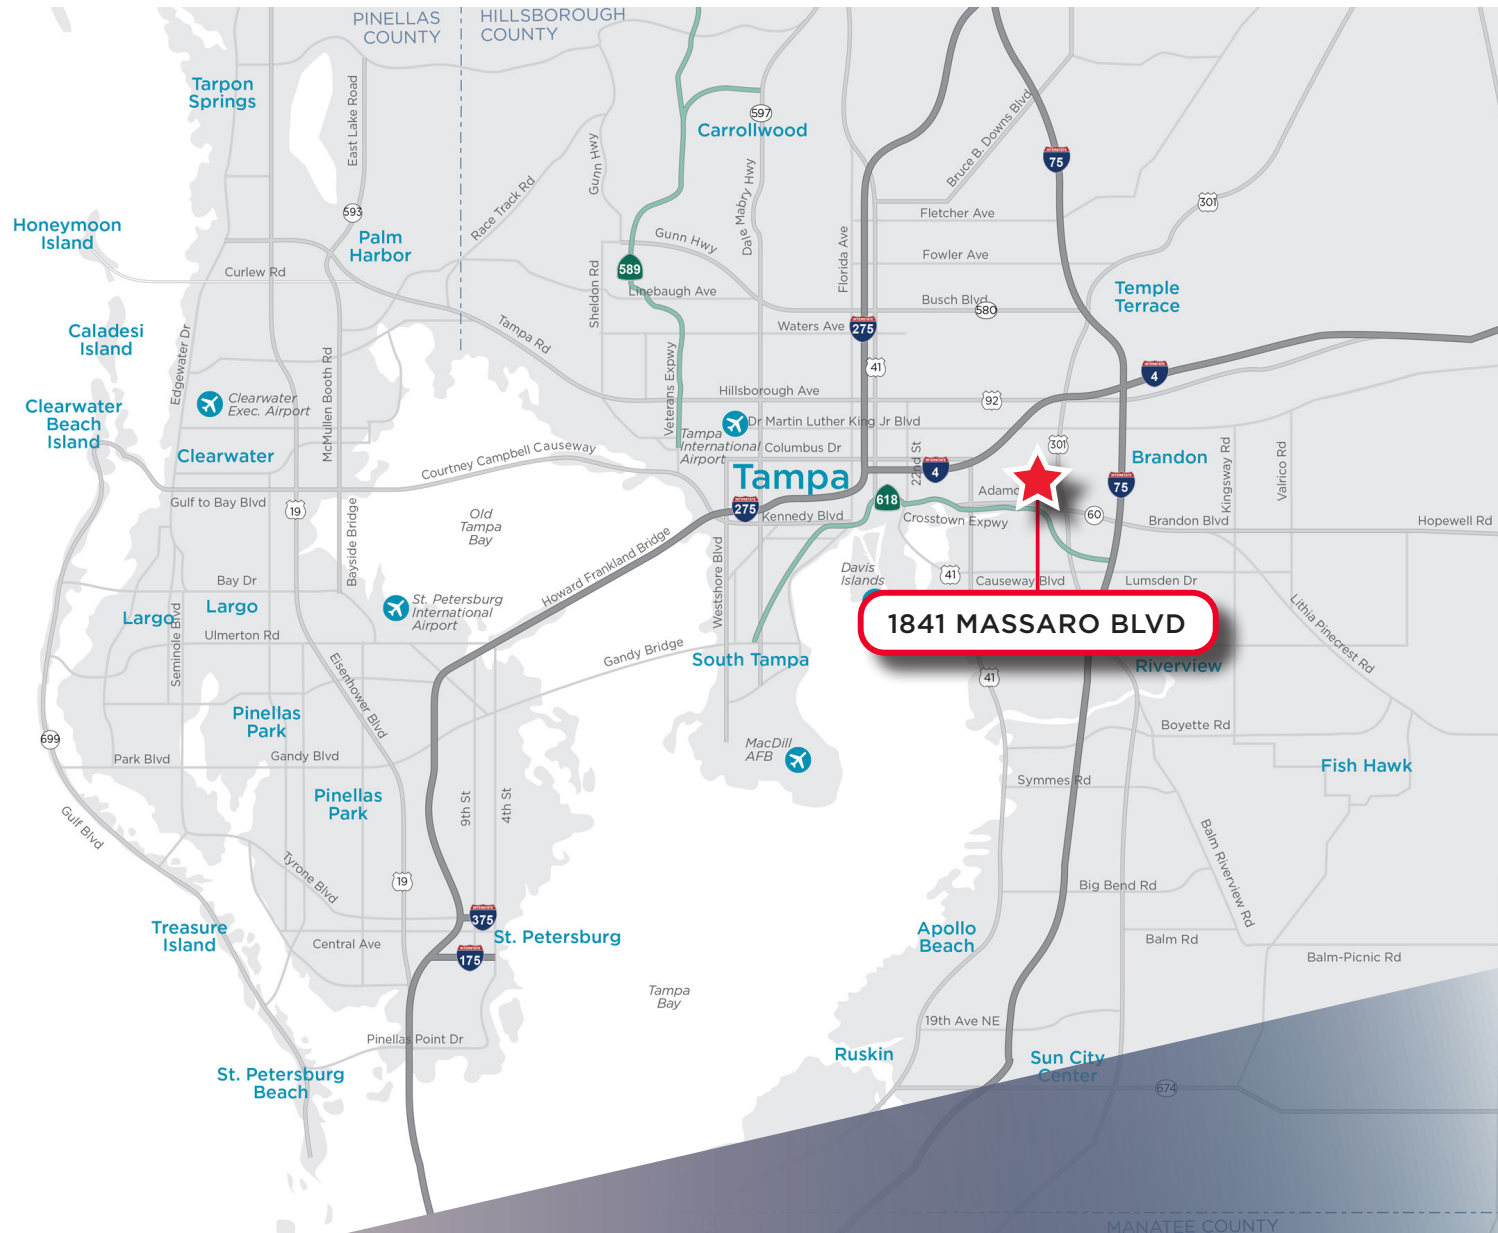 PINELLAS
COUNTY
HILLSBOROUGH
COUNTY
Tarpon
Springs
East Lake Road
597
Carrollwood
Gunn Hwy
Race Track Rd
Dale Mabry Hwy
Bruce B. Downs Blvd
75
301
593
Honeymoon
Island
Palm
Harbor
Gunn Hwy
Florida Ave
Fletcher Ave
Fowler Ave
Curlew Rd
589
Sheldon Rd
Linebaugh Ave
Busch Blvd
580
Temple
Terrace
Caladesi
Island
Edgewater Dr
McMullen Booth Rd
Tampa Rd
Waters Ave
275
41
Veterans Expwy
4
Hillsborough Ave
92
Clearwater
Exec. Airport
Clearwater
Beach
Island
Dr Martin Luther King Jr Blvd
Tampa
International
Airport
Columbus Dr
22nd St
301
Kingsway Rd
Valrico Rd
Clearwater
Courtney Campbell Causeway
Tampa
4
Brandon
75
Gulf to Bay Blvd
19
Bayside Bridge
Old
Tampa
Bay
275
Kennedy Blvd
618
Adamo
Crosstown Expwy
60
Brandon Blvd
Hopewell Rd
Howard Frankland Bridge
Westshore Blvd
Davis
Islands
41
Causeway Blvd
Lumsden Dr
Bay Dr
Largo
Largo
Seminole Blvd
Ulmerton Rd
St. Petersburg
International
Airport
1841 MASSARO BLVD
Lithia Pinecrest Rd
Eisenhower Blvd
Gandy Bridge
South Tampa
41
Riverview
Pinellas
Park
699
Park Blvd
Gandy Blvd
MacDill
AFB
Boyette Rd
Fish Hawk
Symmes Rd
Pinellas
Park
9th St
4th St
Gulf Blvd
Balm Riverview Rd
Tyrone Blvd
19
Big Bend Rd
375
Treasure
Island
Central Ave
St. Petersburg
175
Apollo
Beach
Balm Rd
Balm-Picnic Rd
Tampa
Bay
19th Ave NE
Pinellas Point Dr
Ruskin
Sun City
Center
674
St. Petersburg
Beach
MANATEE COUNTY